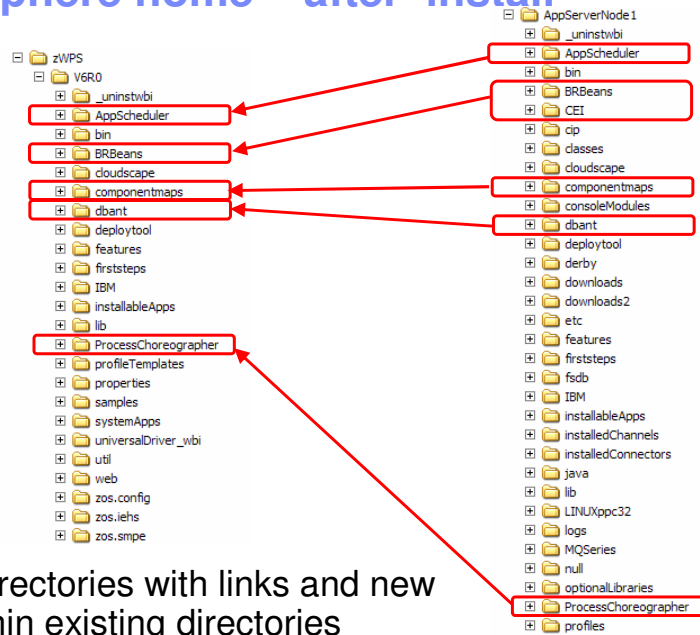 sphere home – after install
zWPS
V6R0
_uninstwbi
AppScheduler
bin
BRBeans
cloudscape
componentmaps
dbant
deploytool
features
firststeps
IBM
installableApps
lib
ProcessChoreographer
profileTemplates
properties
samples
systemApps
universalDriver_wbi
util
web
zos.config
zos.iehs
zos.smpe
AppServerNode1
_uninstwbi
AppScheduler
bin
BRBeans
CEI
cip
classes
cloudscape
componentmaps
consoleModules
dbant
deploytool
derby
downloads
downloads2
etc
features
firststeps
fsdb
IBM
installableApps
installedChannels
installedConnectors
java
lib
LINUXppc32
logs
MQSeries
null
optionalLibraries
ProcessChoreographer
profiles
rectories with links and new
hin existing directories